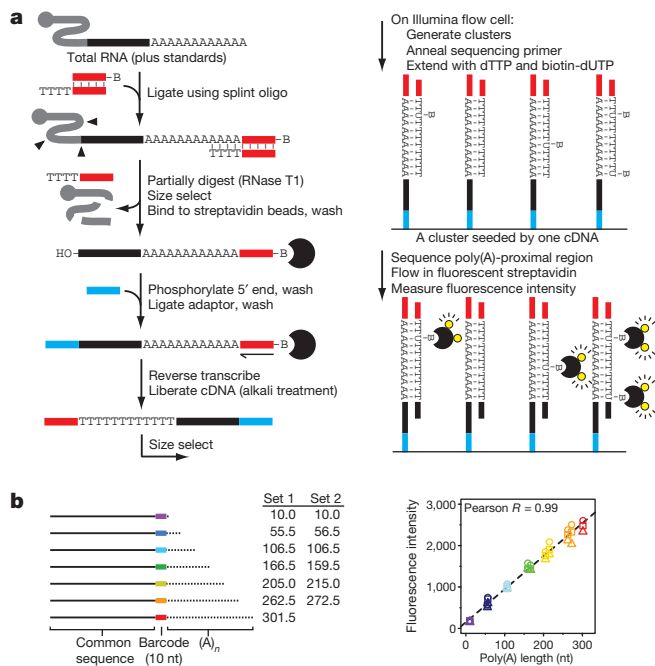 a
AAAAAAAAAAAA
Total RNA (plus standards)
-B
TTTT
Ligate using splint oligo
AAAAAAAAAAAA
-B
TTTT
TTTT
Partially digest (RNase T1)
Size select
Bind to streptavidin beads, wash
HO-
AAAAAAAAAAAA
-B
Phosphorylate 5′ end, wash
Ligate adaptor, wash
AAAAAAAAAAAA
-B
Reverse transcribe
Liberate cDNA (alkali treatment)
TTTTTTTTTTTT
Size select
On Illumina flow cell:
Generate clusters
Anneal sequencing primer
Extend with dTTP and biotin-dUTP
B
B
B
A cluster seeded by one cDNA
Sequence poly(A)-proximal region
Flow in fluorescent streptavidin
Measure fluorescence intensity
B
B
B
B
b
Set 1 Set 2
10.0 10.0
55.5 56.5
106.5 106.5
166.5 159.5
205.0 215.0
262.5 272.5
301.5
Common sequence
Barcode (10 nt)
(A)n
Pearson R = 0.99
Fluorescence intensity
3,000
2,000
1,000
0
0 100 200 300
Poly(A) length (nt)